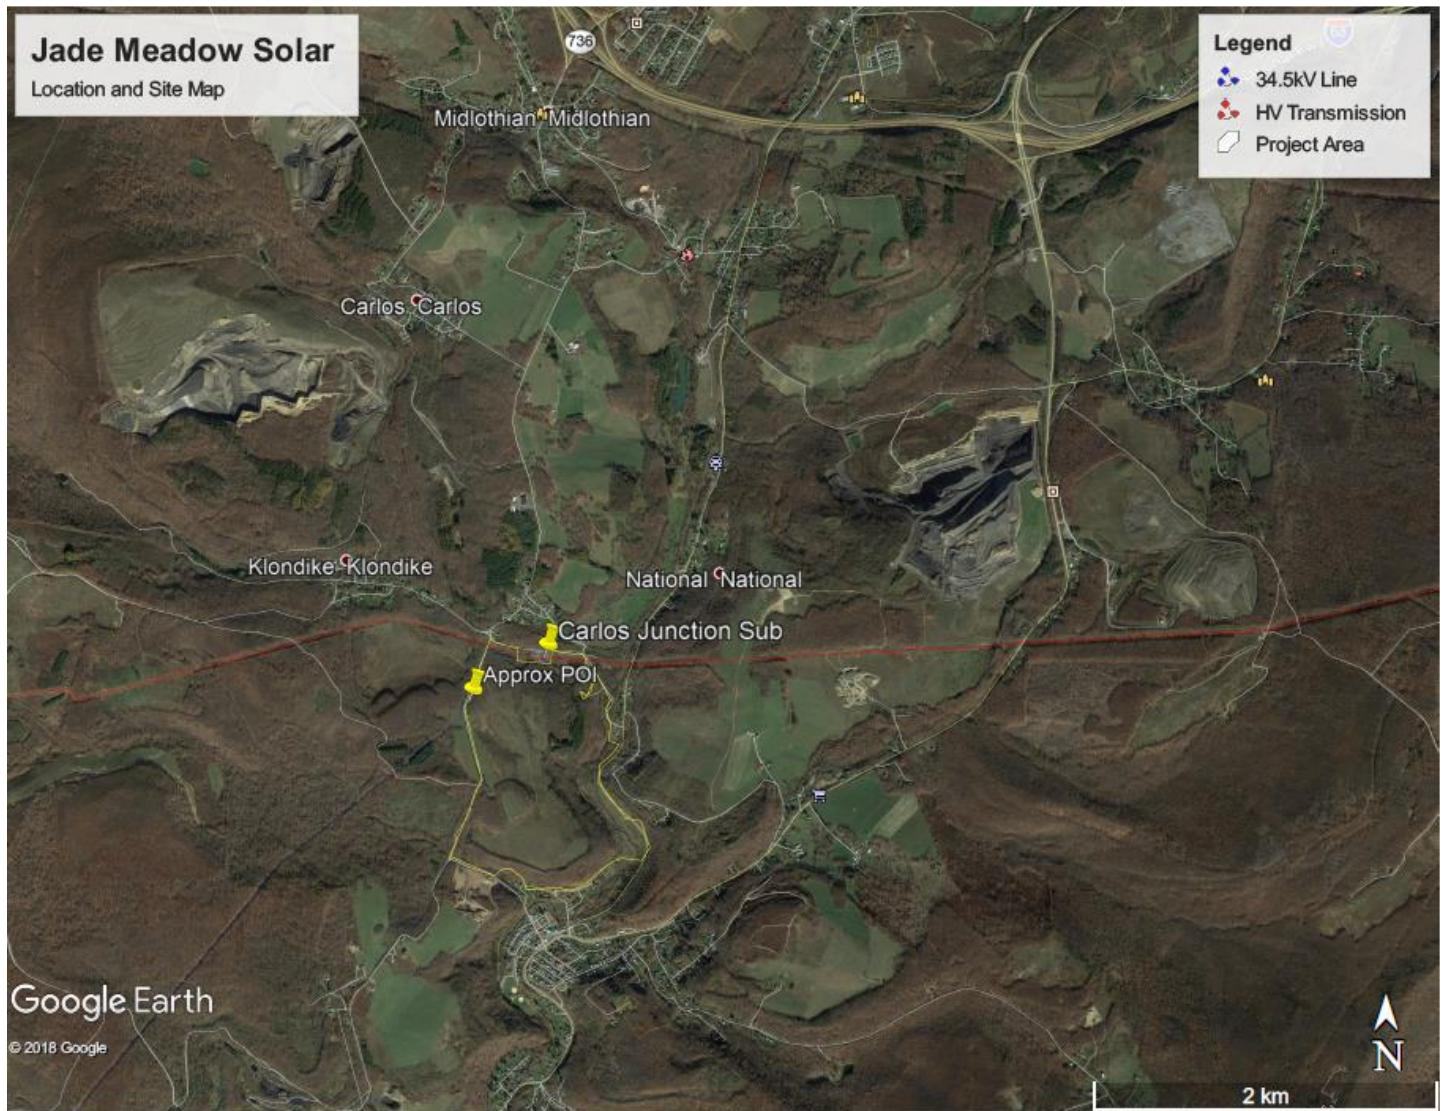 Jade Meadow Solar
Location and Site Map
736
68
Legend
34.5kV Line
HV Transmission
Project Area
Midlothian Midlothian
Carlos Carlos
Klondike Klondike
National National
Carlos Junction Sub
Approx POI
Google Earth
© 2018 Google
N
2 km